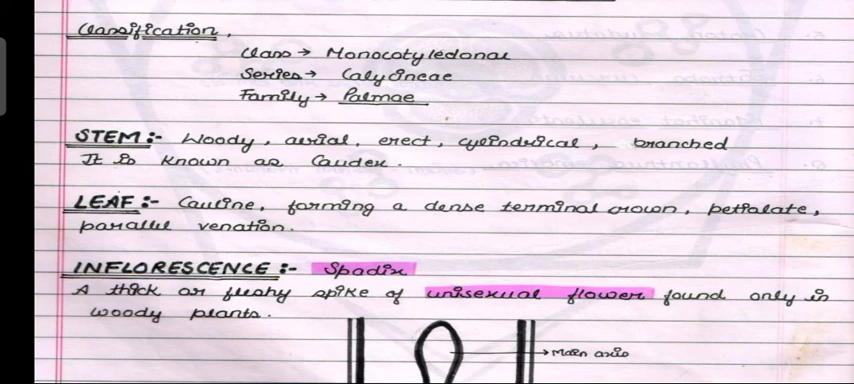 Classification,
Class → Monocotyledonae
Series → Calycineae
Family → Palmae
STEM :- Woody, aerial, erect, cylindrical, branched
It is known as Caudex.
LEAF :- Cauline, forming a dense terminal crown, petiolate,
parallel venation.
INFLORESCENCE :- Spadix
A thick or fleshy spike of unisexual flower found only in
woody plants.
→ Main axis